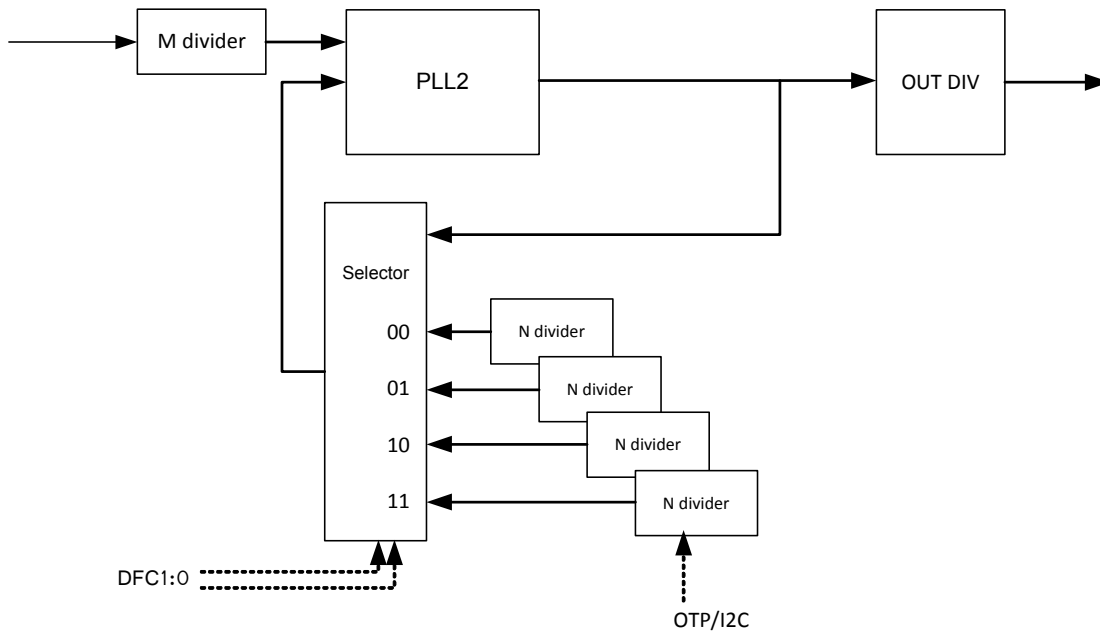 M divider
PLL2
OUT DIV
Selector
00
N divider
01
N divider
10
N divider
11
N divider
DFC1:0
OTP/I2C